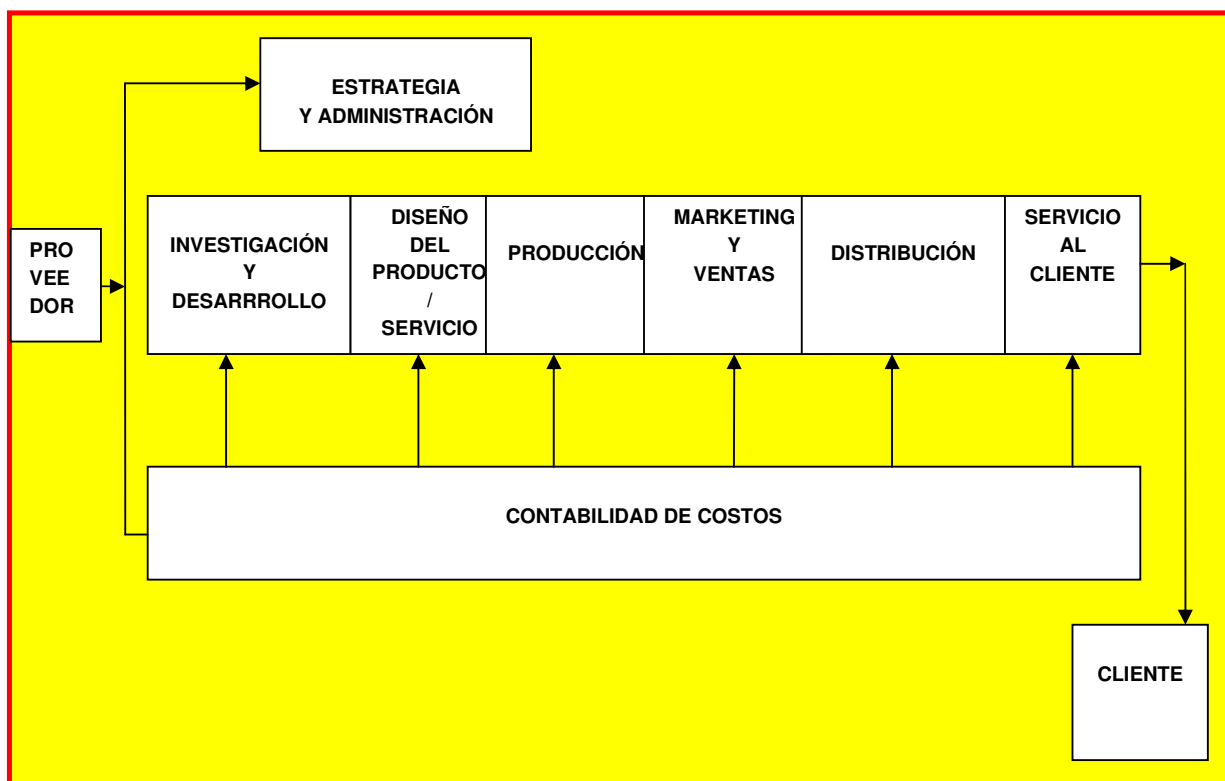 ESTRATEGIA
Y ADMINISTRACIÓN
PRO
VEE
DOR
INVESTIGACIÓN
Y
DESARRROLLO
DISEÑO
DEL
PRODUCTO
/
SERVICIO
PRODUCCIÓN
MARKETING
Y
VENTAS
DISTRIBUCIÓN
SERVICIO
AL
CLIENTE
CONTABILIDAD DE COSTOS
CLIENTE